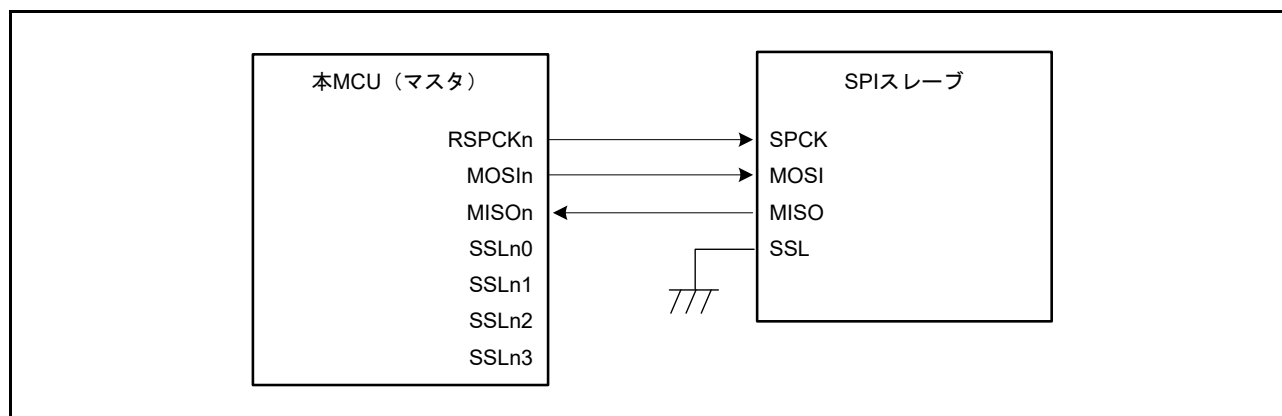 本MCU（マスタ）
RSPCKn
MOSIn
MISOn
SSLn0
SSLn1
SSLn2
SSLn3
SPIスレーブ
SPCK
MOSI
MISO
SSL